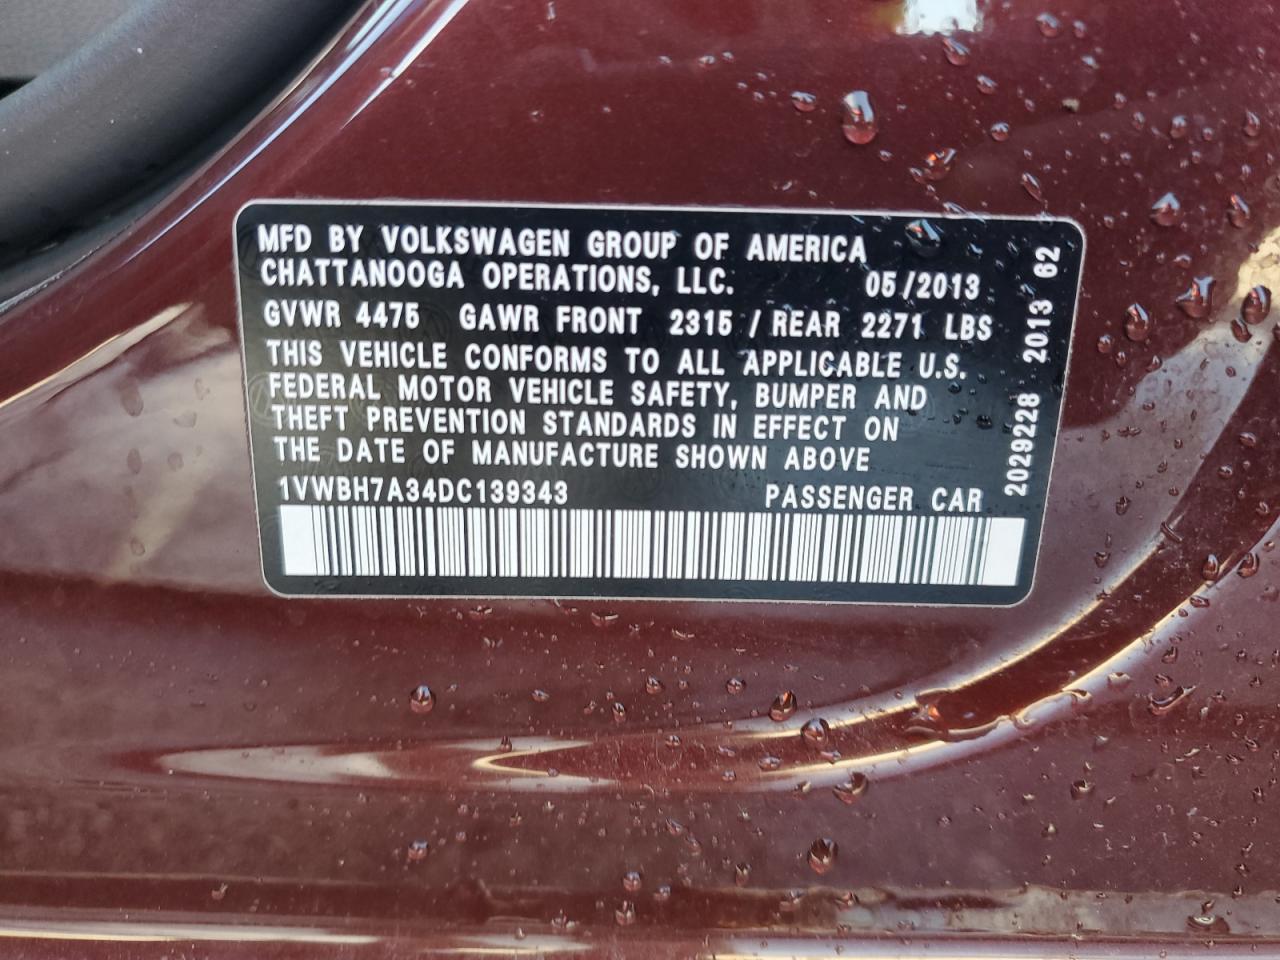 MFD BY VOLKSWAGEN GROUP OF AMERICA
CHATTANOOGA OPERATIONS, LLC. 05/2013
GVWR 4475 GAWR FRONT 2315 / REAR 2271 LBS
THIS VEHICLE CONFORMS TO ALL APPLICABLE U.S.
FEDERAL MOTOR VEHICLE SAFETY, BUMPER AND
THEFT PREVENTION STANDARDS IN EFFECT ON
THE DATE OF MANUFACTURE SHOWN ABOVE
1VWBH7A34DC139343 PASSENGER CAR
2029228 2013 62